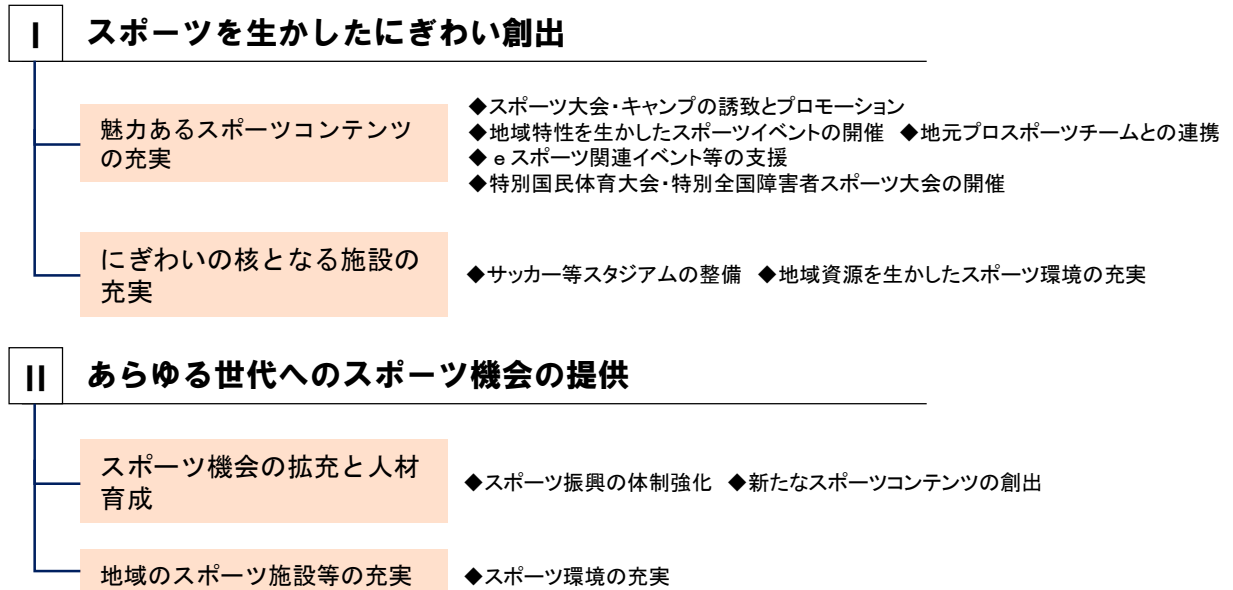 I スポーツを生かしたにぎわい創出
魅力あるスポーツコンテンツ
の充実
◆スポーツ大会・キャンプの誘致とプロモーション
◆地域特性を生かしたスポーツイベントの開催 ◆地元プロスポーツチームとの連携
◆ｅスポーツ関連イベント等の支援
◆特別国民体育大会・特別全国障害者スポーツ大会の開催
にぎわいの核となる施設の
充実
◆サッカー等スタジアムの整備 ◆地域資源を生かしたスポーツ環境の充実
II あらゆる世代へのスポーツ機会の提供
スポーツ機会の拡充と人材
育成
◆スポーツ振興の体制強化 ◆新たなスポーツコンテンツの創出
地域のスポーツ施設等の充実
◆スポーツ環境の充実